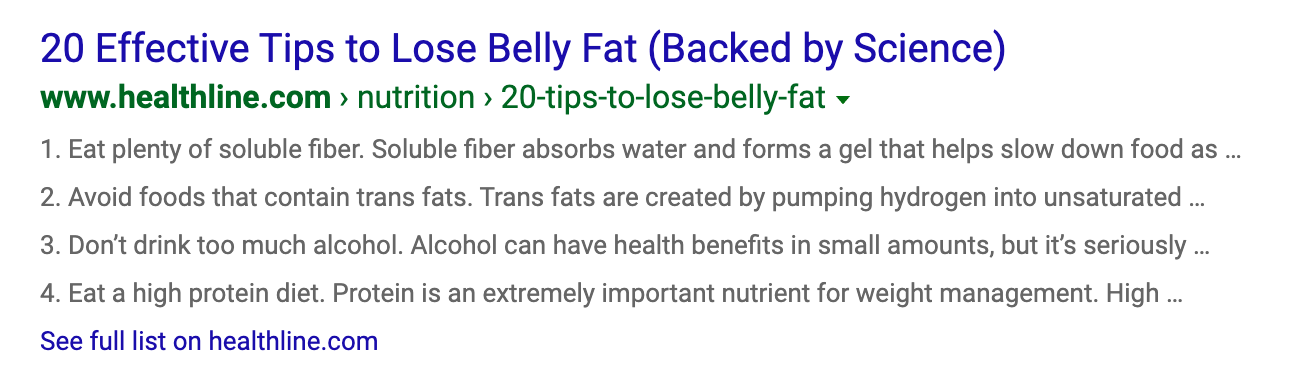 20 Effective Tips to Lose Belly Fat (Backed by Science)
www.healthline.com › nutrition › 20-tips-to-lose-belly-fat
1. Eat plenty of soluble fiber. Soluble fiber absorbs water and forms a gel that helps slow down food as ...
2. Avoid foods that contain trans fats. Trans fats are created by pumping hydrogen into unsaturated ...
3. Don’t drink too much alcohol. Alcohol can have health benefits in small amounts, but it’s seriously ...
4. Eat a high protein diet. Protein is an extremely important nutrient for weight management. High ...
See full list on healthline.com